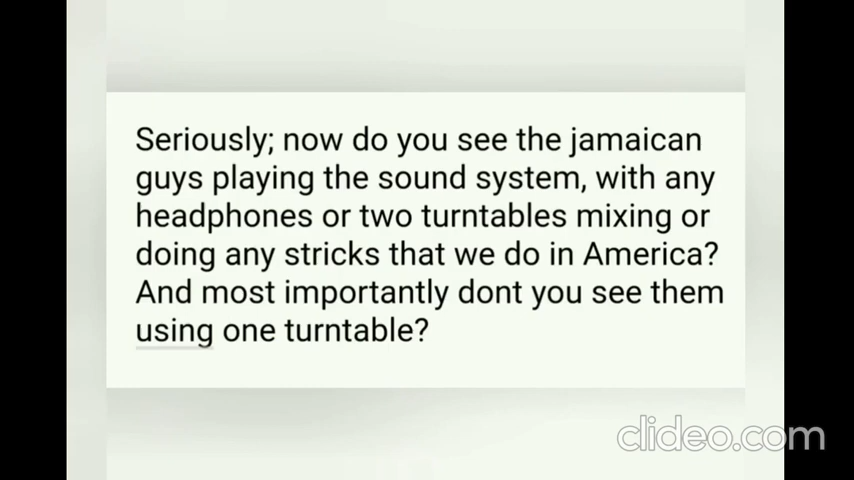 Seriously; now do you see the jamaican
guys playing the sound system, with any
headphones or two turntables mixing or
doing any stricks that we do in America?
And most importantly dont you see them
using one turntable?
clideo.com